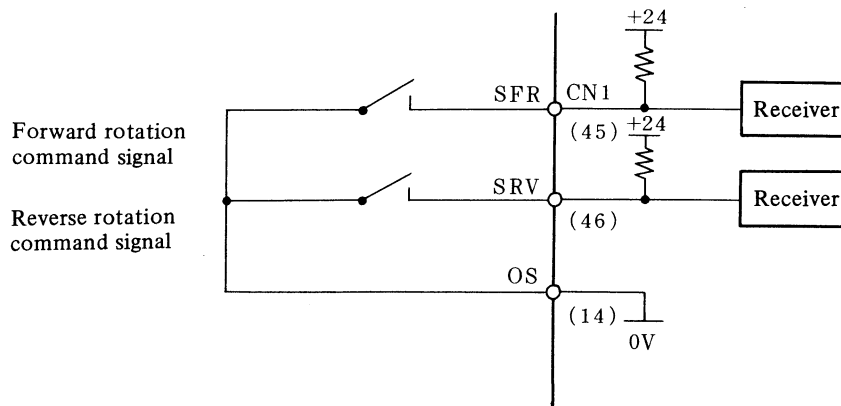 +24
SFR CN1
Receiver
Forward rotation
command signal
(45) +24
SRV
Receiver
Reverse rotation
command signal
(46)
OS
(14)
0V